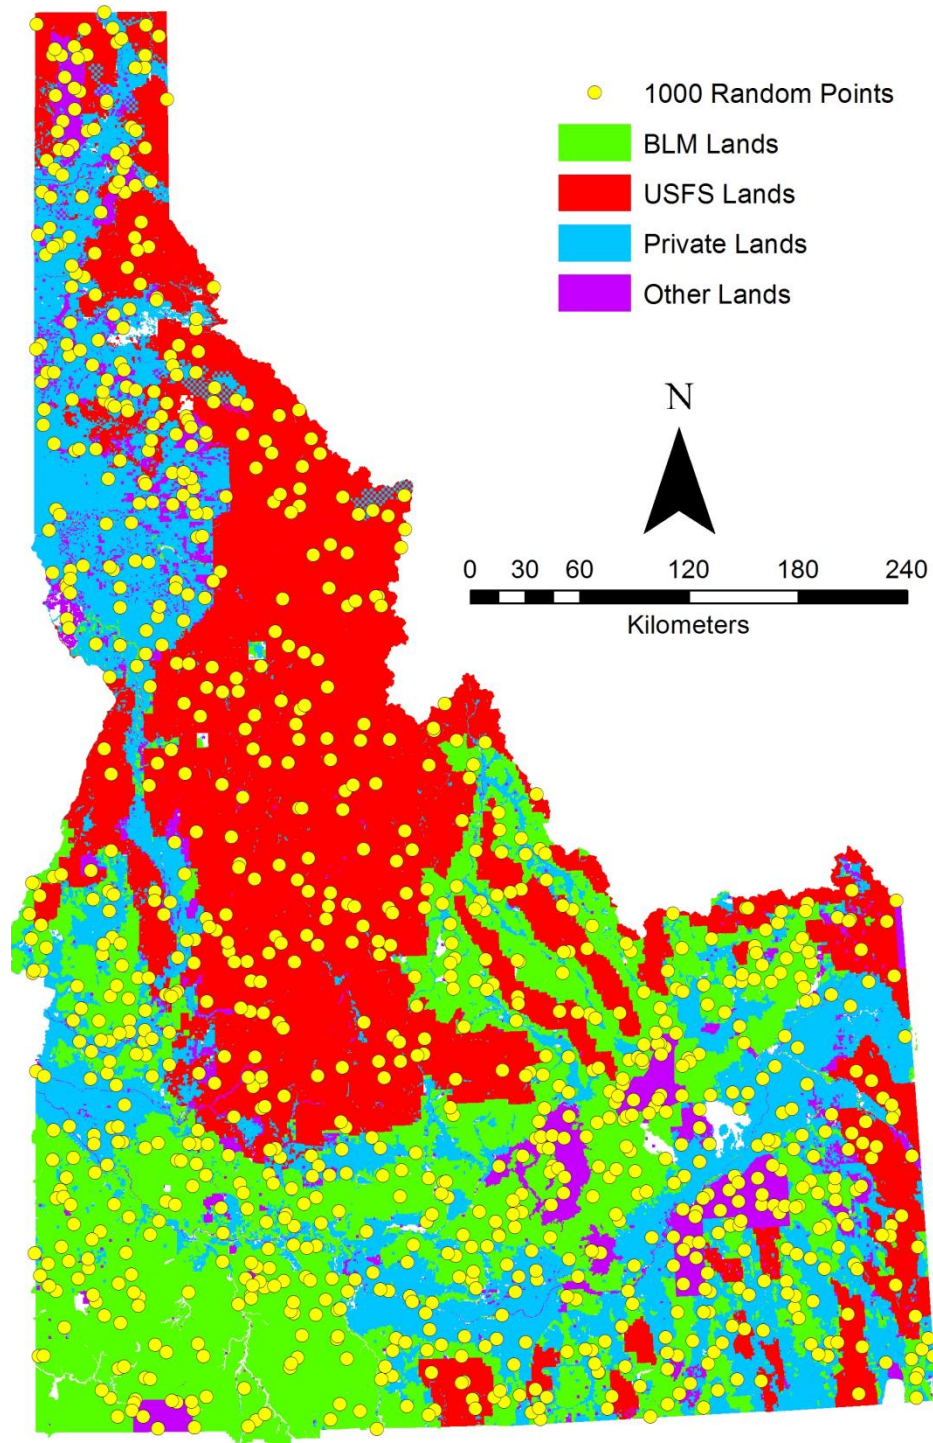 1000 Random Points
BLM Lands
USFS Lands
Private Lands
Other Lands
N
0 30 60 120 180 240
Kilometers